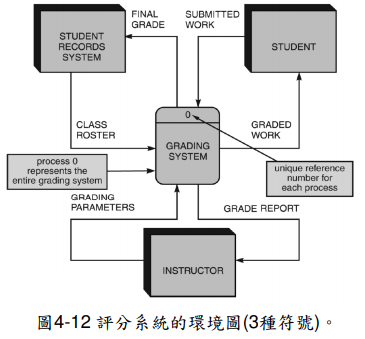 FINAL
GRADE
SUBMITTED
WORK
STUDENT
RECORDS
SYSTEM
STUDENT
0
CLASS
ROSTER
GRADING
SYSTEM
GRADED
WORK
process 0
represents the
entire grading system
unique reference
number for
each process
GRADING
PARAMETERS
GRADE REPORT
INSTRUCTOR
圖4-12 評分系統的環境圖(3種符號)。